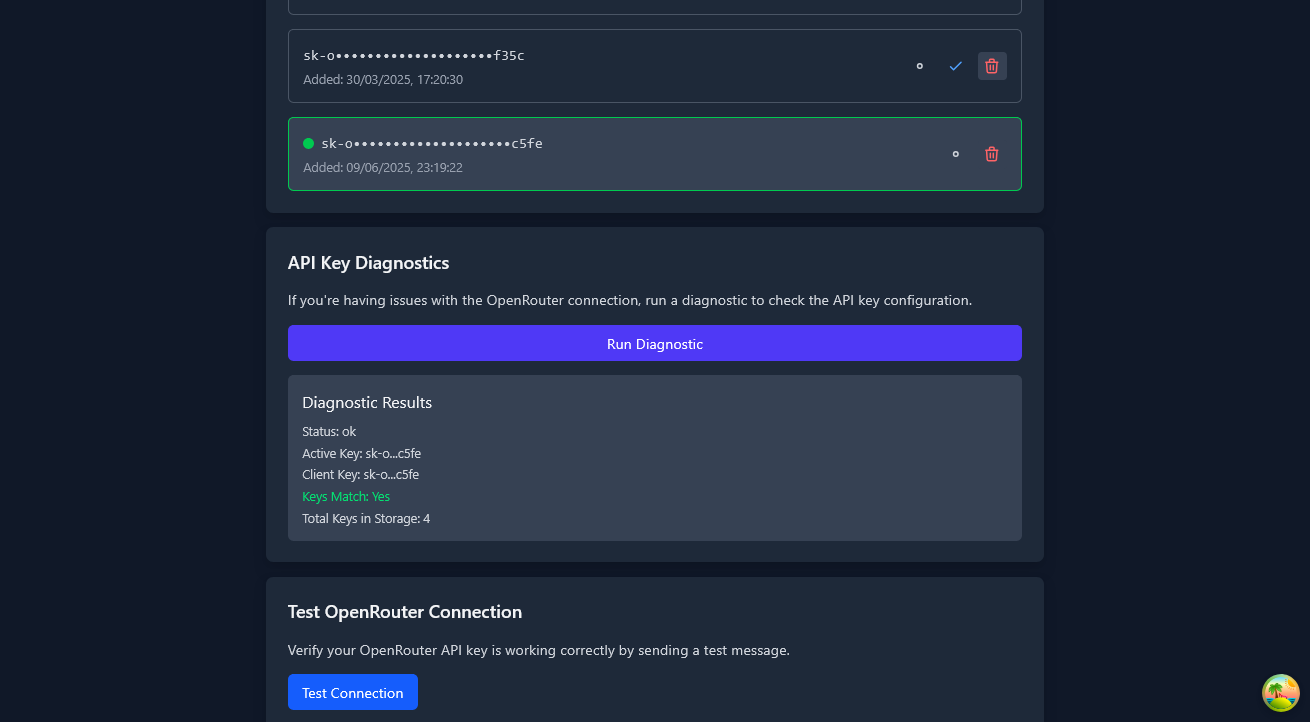 sk-o••••••••••••••••••••f35c
Added: 30/03/2025, 17:20:30
sk-o••••••••••••••••••••c5fe
Added: 09/06/2025, 23:19:22
API Key Diagnostics
If you're having issues with the OpenRouter connection, run a diagnostic to check the API key configuration.
Run Diagnostic
Diagnostic Results
Status: ok
Active Key: sk-o...c5fe
Client Key: sk-o...c5fe
Keys Match: Yes
Total Keys in Storage: 4
Test OpenRouter Connection
Verify your OpenRouter API key is working correctly by sending a test message.
Test Connection